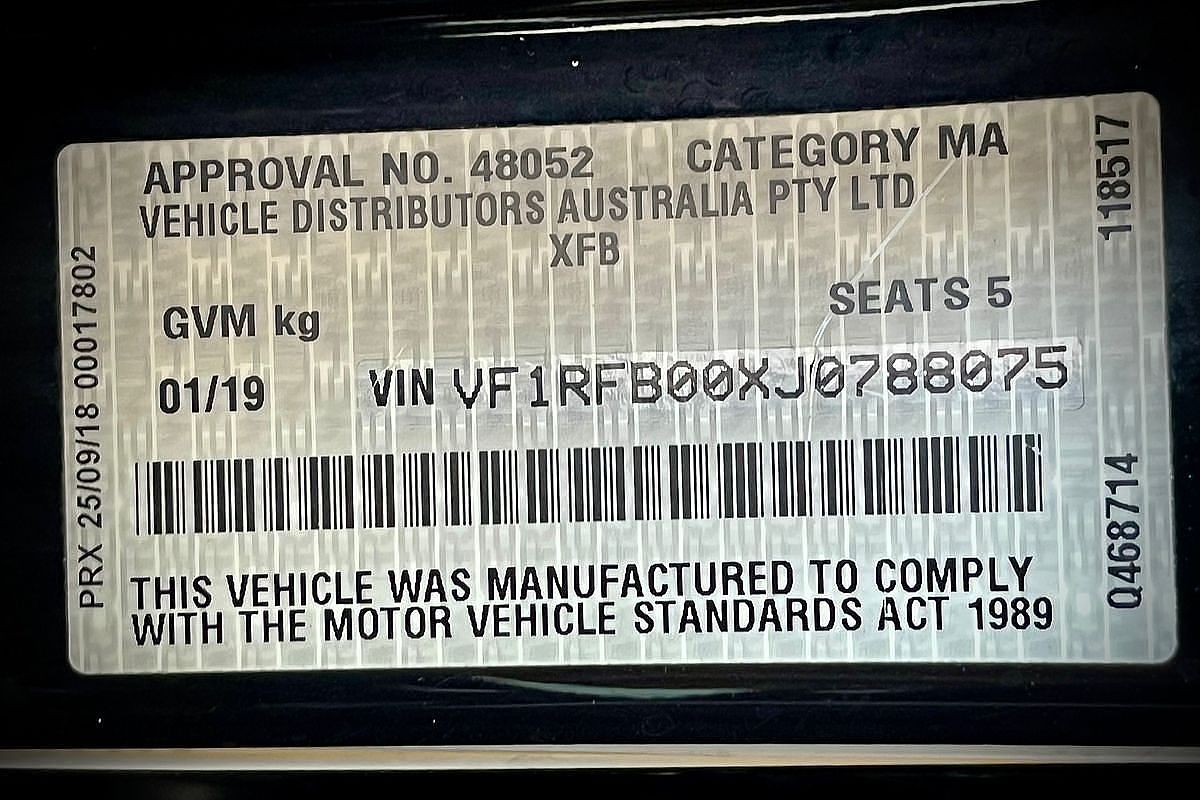 APPROVAL NO. 48052 CATEGORY MA
VEHICLE DISTRIBUTORS AUSTRALIA PTY LTD
XFB
SEATS 5
GVM kg
01/19 VIN VF1RFB00XJ0788075
THIS VEHICLE WAS MANUFACTURED TO COMPLY
WITH THE MOTOR VEHICLE STANDARDS ACT 1989
PRX 25/09/18 00017802
118517
Q468714